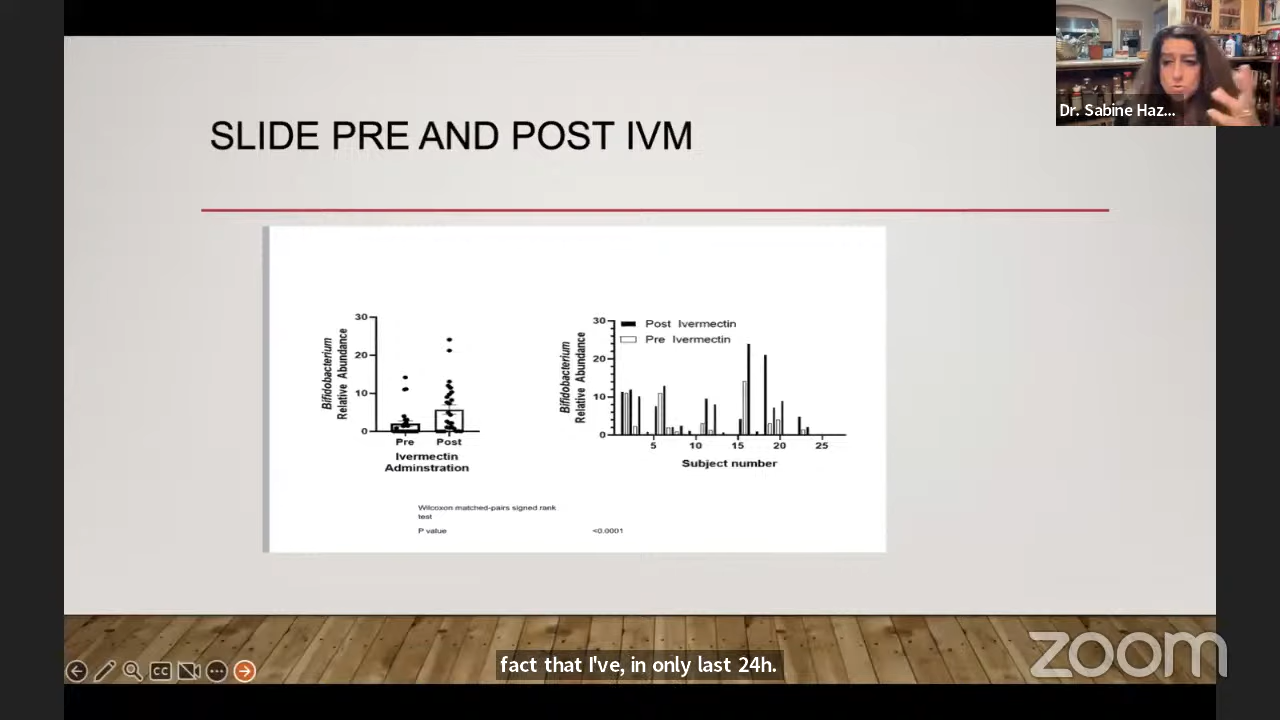 Dr. Sabine Haz...
SLIDE PRE AND POST IVM
30
20
10
0
Bifidobacterium
Relative Abundance
Pre Post
Ivermectin
Adminstration
30
20
10
0
Bifidobacterium
Relative Abundance
Post Ivermectin
Pre Ivermectin
5 10 15 20 25
Subject number
Wilcoxon matched-pairs signed rank
test
P value <0.0001
CC
fact that I've, in only last 24h.
zoom